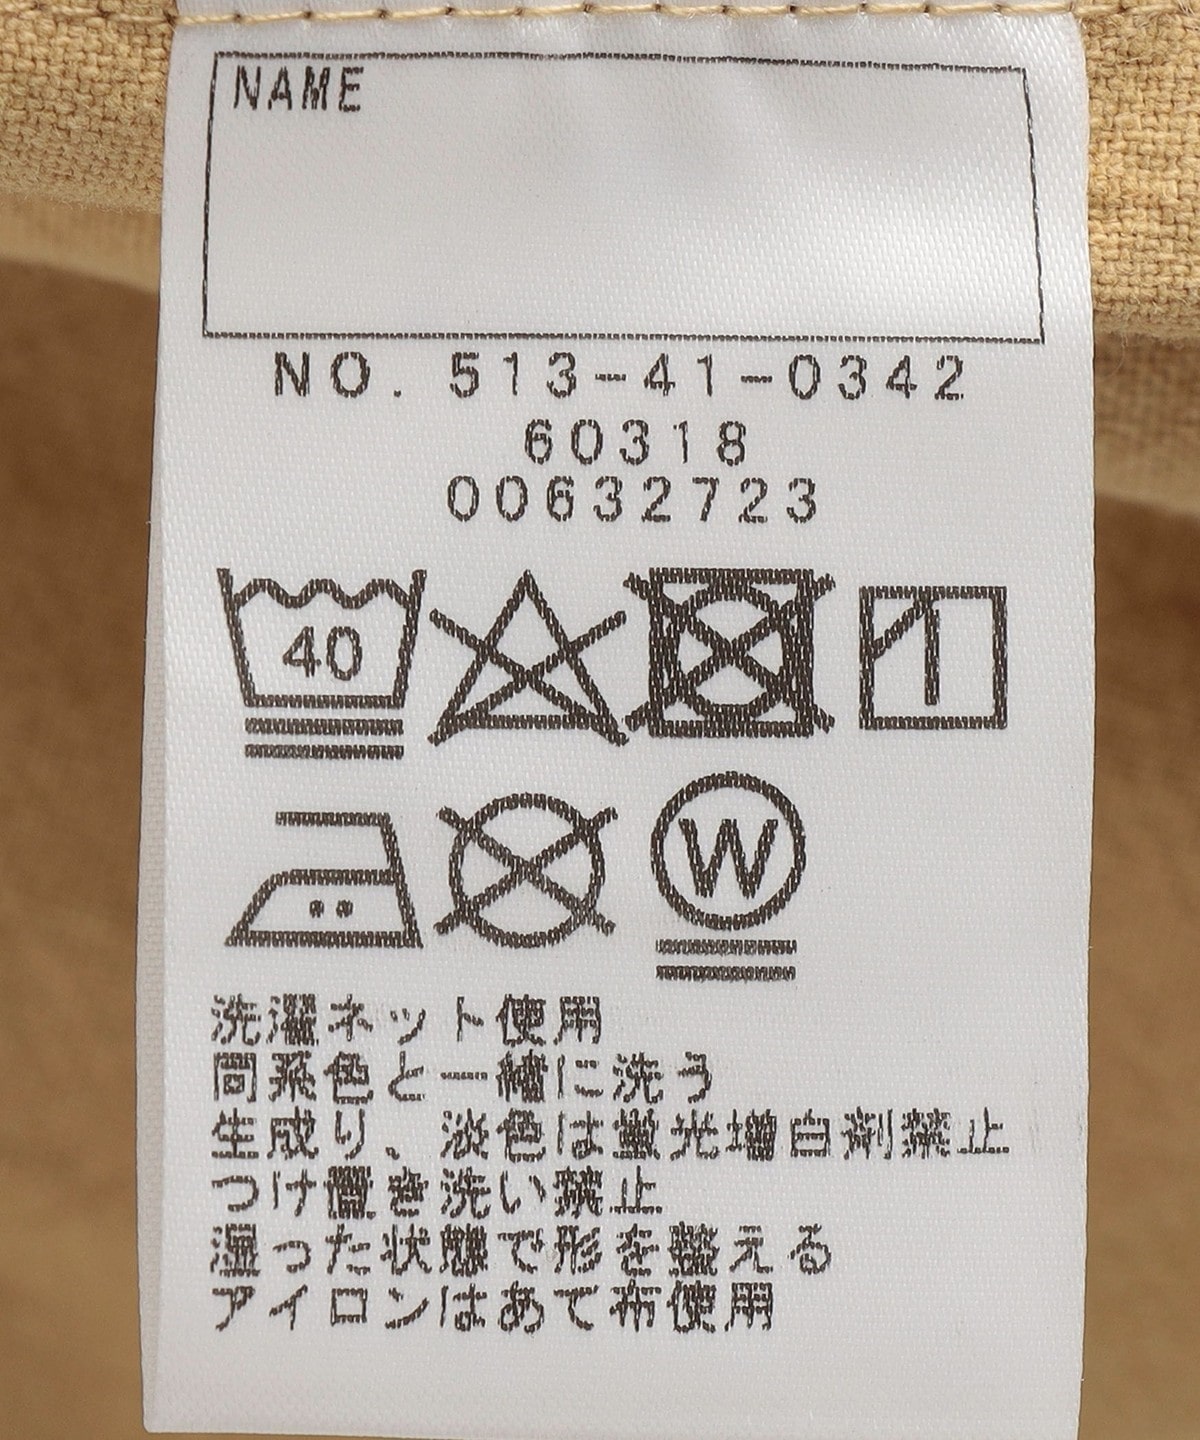 NAME
NO. 513-41-0342
60318
00632723
40
W
洗濯ネット使用
同系色と一緒に洗う
生成り、淡色は蛍光増白剤禁止
つけ置き洗い禁止
濡った状態で形を整える
アイロンはあて布使用